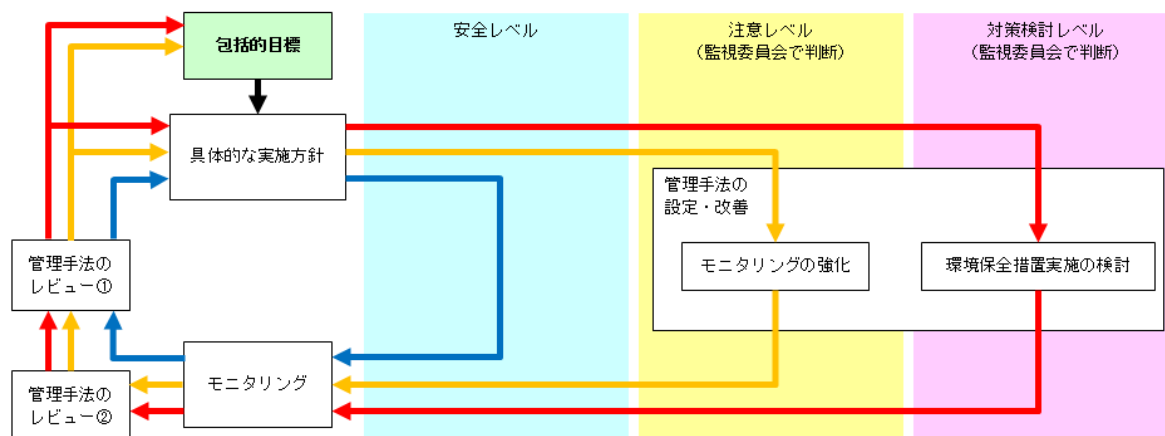 包括的目標
安全レベル
注意レベル
（監視委員会で判断）
対策検討レベル
（監視委員会で判断）
具体的な実施方針
管理手法の
設定・改善
管理手法の
レビュー①
モニタリングの強化
環境保全措置実施の検討
モニタリング
管理手法の
レビュー②